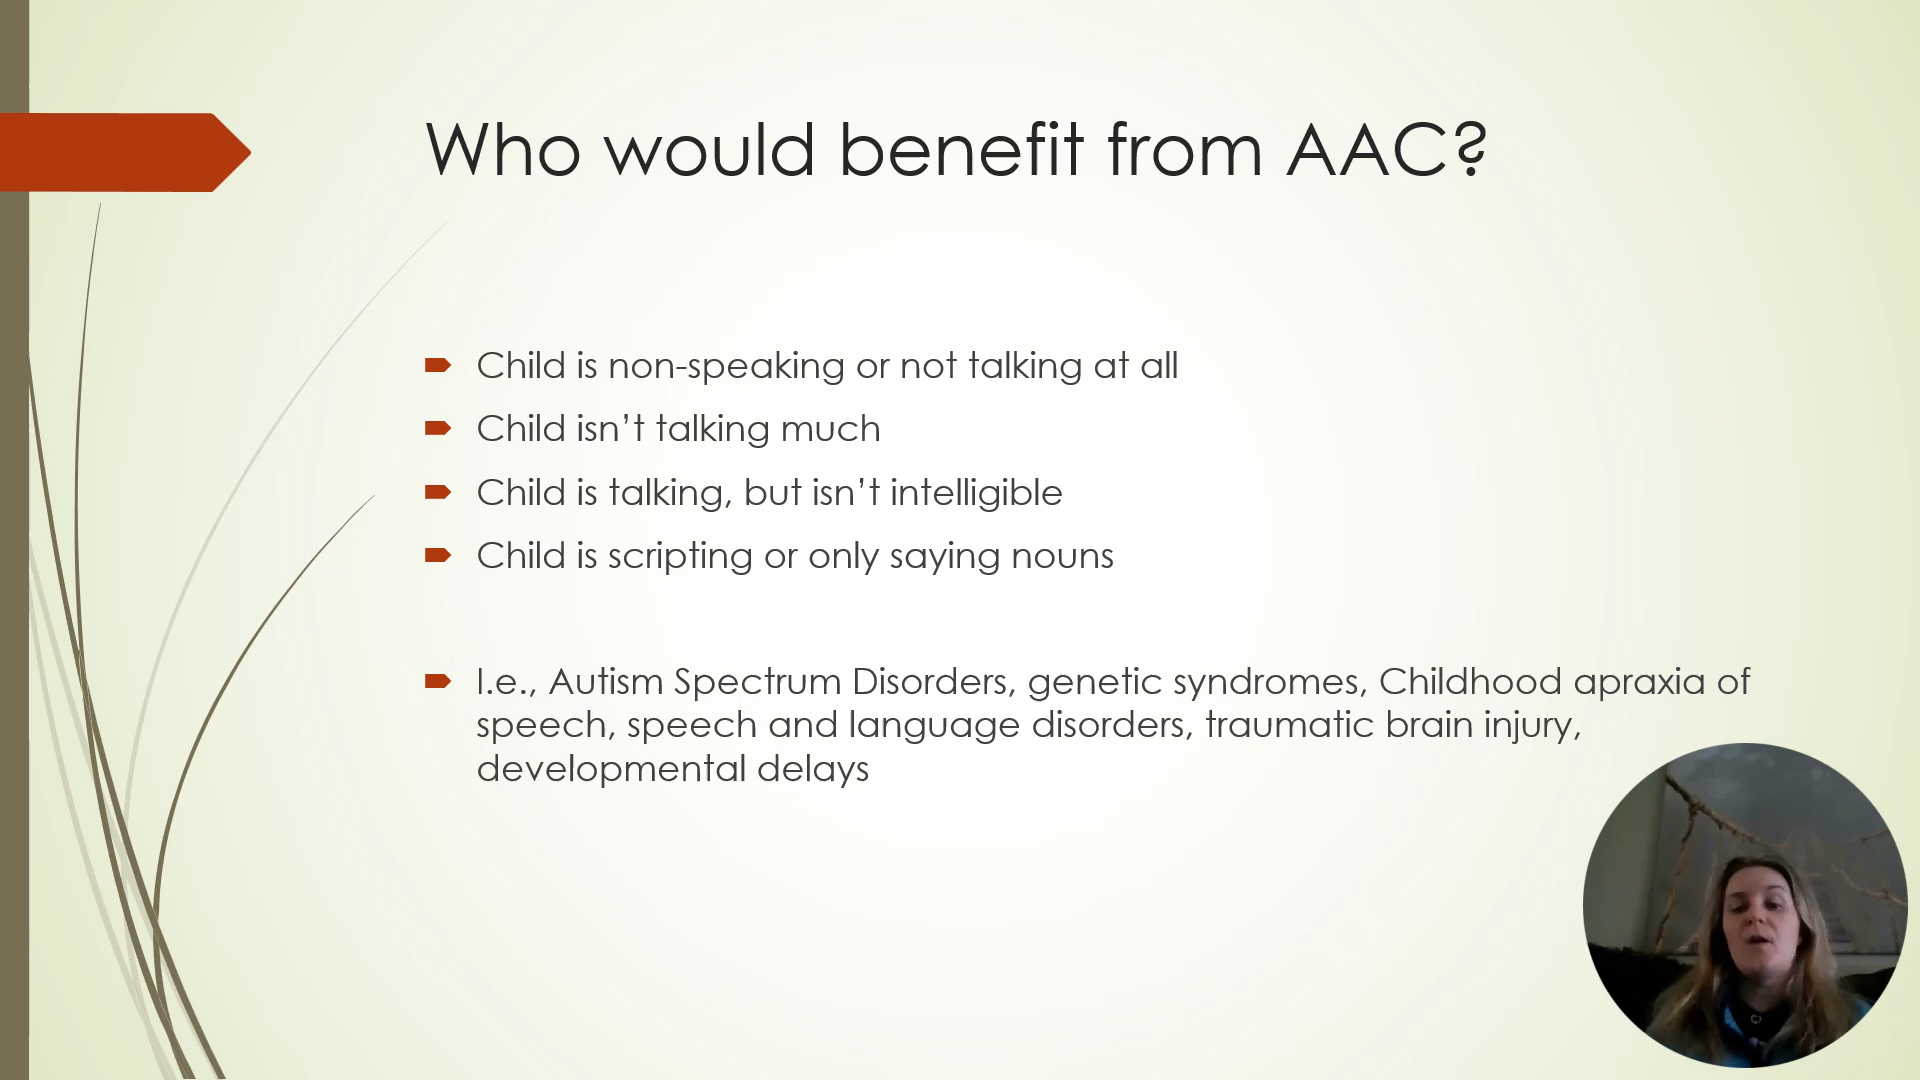 Who would benefit from AAC?
Child is non-speaking or not talking at all
Child isn’t talking much
Child is talking, but isn’t intelligible
Child is scripting or only saying nouns
I.e., Autism Spectrum Disorders, genetic syndromes, Childhood apraxia of
speech, speech and language disorders, traumatic brain injury,
developmental delays